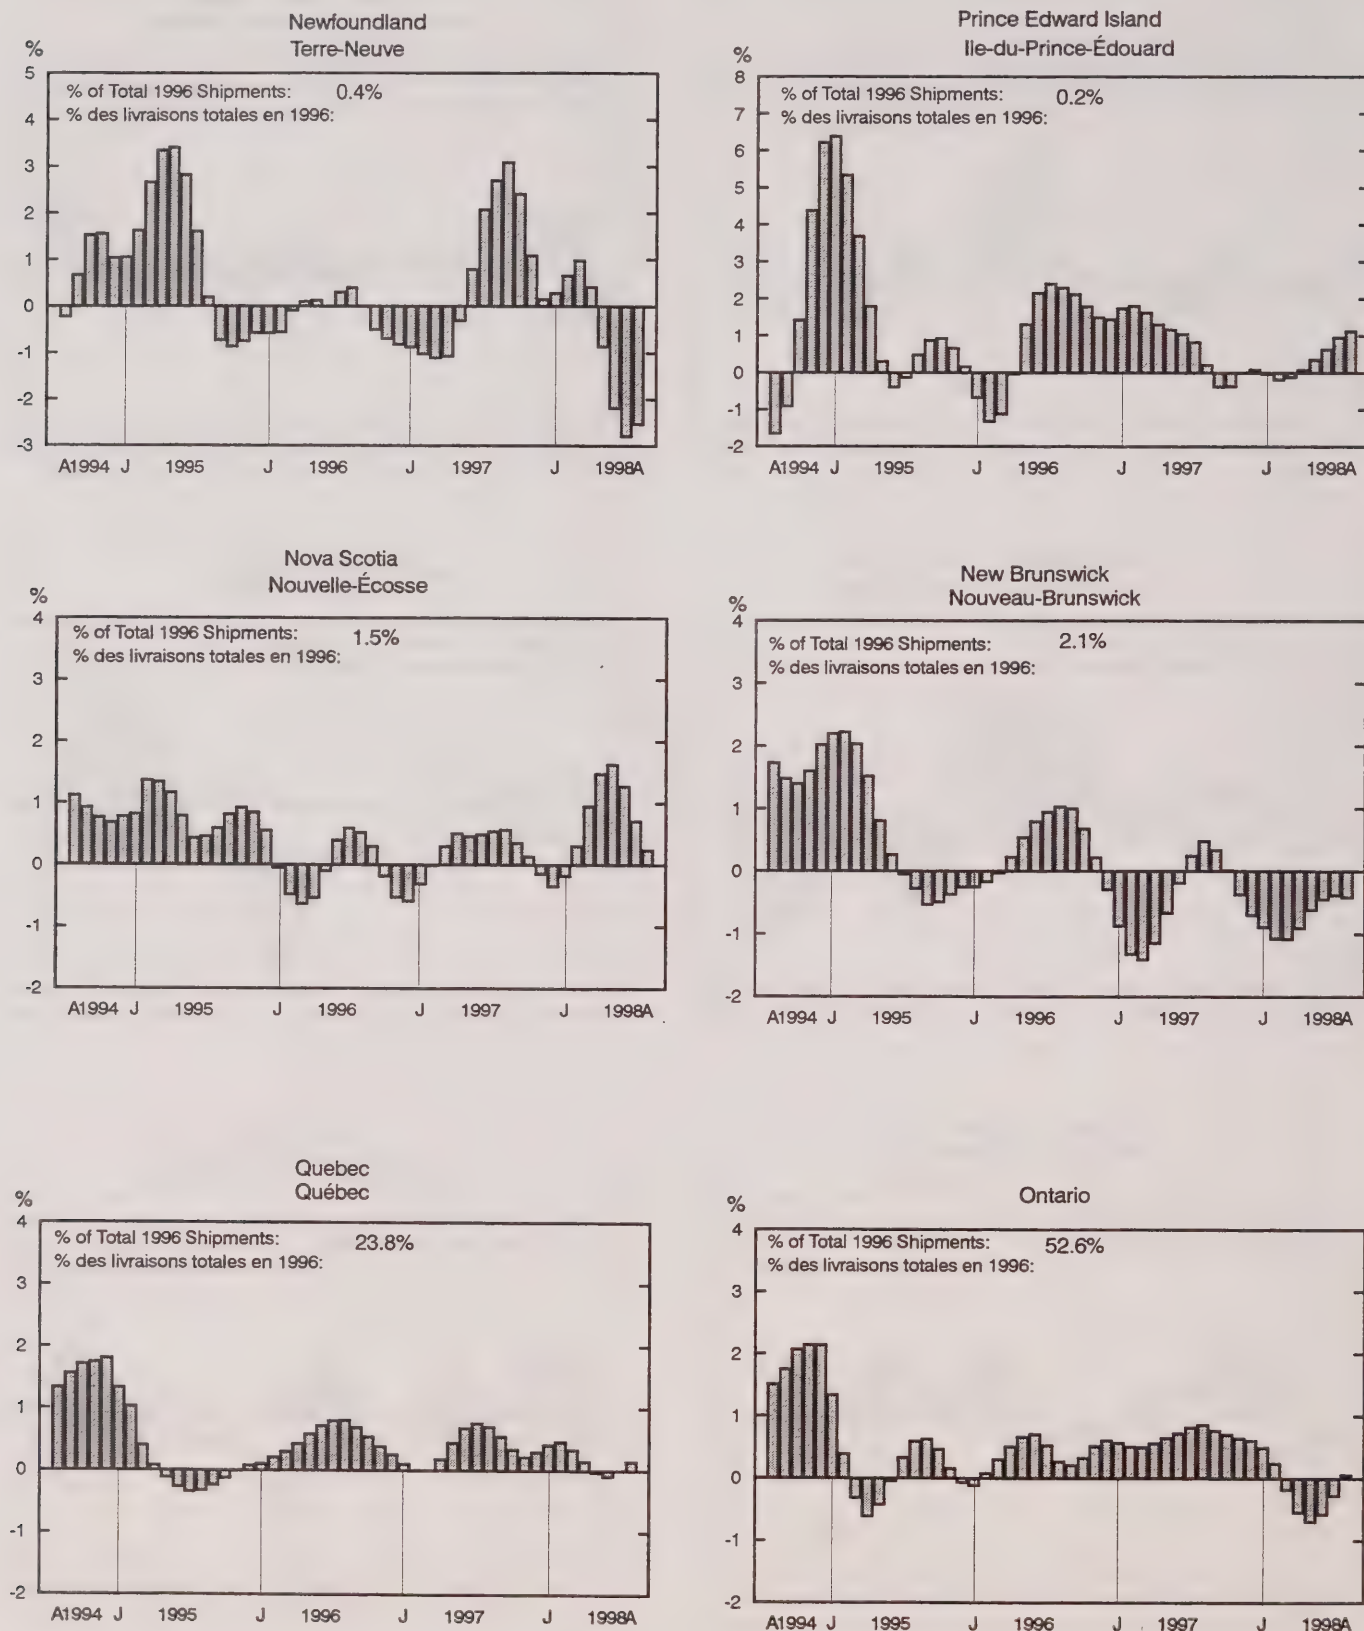 Newfoundland
Terre-Neuve
%
% of Total 1996 Shipments: 0.4%
% des livraisons totales en 1996:
5
4
3
2
1
0
-1
-2
-3
A1994 J 1995 J 1996 J 1997 J 1998A
Prince Edward Island
Ile-du-Prince-Édouard
%
% of Total 1996 Shipments: 0.2%
% des livraisons totales en 1996:
8
7
6
5
4
3
2
1
0
-1
-2
A1994 J 1995 J 1996 J 1997 J 1998A
Nova Scotia
Nouvelle-Écosse
%
% of Total 1996 Shipments: 1.5%
% des livraisons totales en 1996:
4
3
2
1
0
-1
-2
A1994 J 1995 J 1996 J 1997 J 1998A
New Brunswick
Nouveau-Brunswick
%
% of Total 1996 Shipments: 2.1%
% des livraisons totales en 1996:
4
3
2
1
0
-1
-2
A1994 J 1995 J 1996 J 1997 J 1998A
Quebec
Québec
%
% of Total 1996 Shipments: 23.8%
% des livraisons totales en 1996:
4
3
2
1
0
-1
-2
A1994 J 1995 J 1996 J 1997 J 1998A
Ontario
%
% of Total 1996 Shipments: 52.6%
% des livraisons totales en 1996:
4
3
2
1
0
-1
-2
A1994 J 1995 J 1996 J 1997 J 1998A